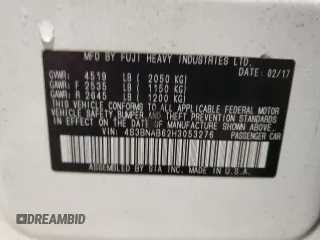 MFD. BY FUJI HEAVY INDUSTRIES LTD.
DATE: 02/17
GVWR: 4519 LB ( 2050 KG)
GAWR: F 2535 LB ( 1150 KG)
GAWR: R 2645 LB ( 1200 KG)
THIS VEHICLE CONFORMS TO ALL APPLICABLE FEDERAL MOTOR
VEHICLE SAFETY, BUMPER, AND THEFT PREVENTION STANDARDS
IN EFFECT ON THE DATE OF MANUFACTURE SHOWN ABOVE.
VIN: 4S3BNAB62H3053276
PASSENGER CAR
ASSEMBLED BY SIA MADE IN U.S.A.
DREAMBID